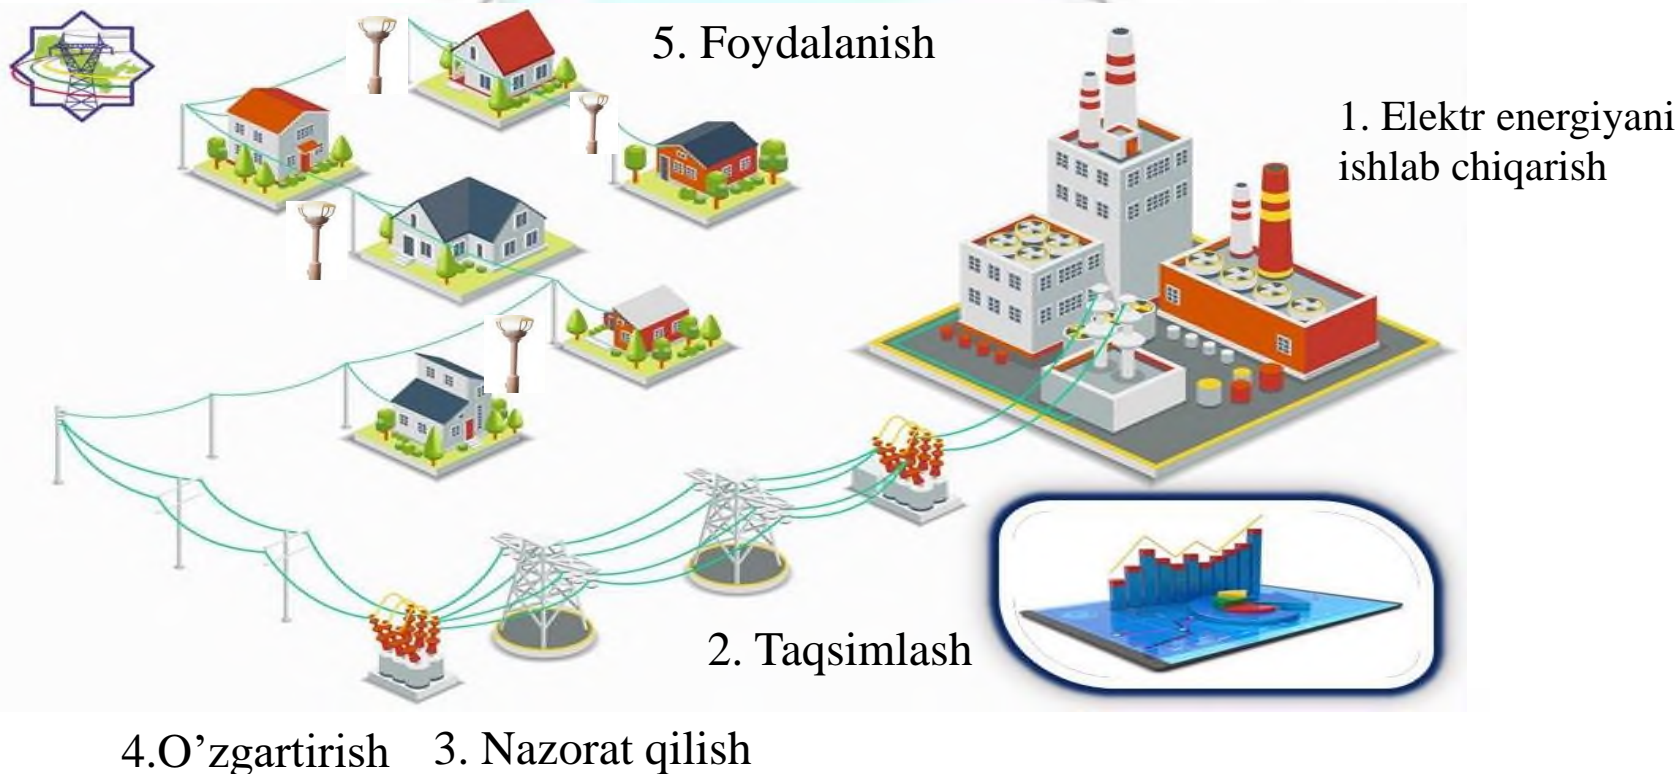 5. Foydalanish
1. Elektr energiyani
ishlab chiqarish
2. Taqsimlash
4.O’zgartirish 3. Nazorat qilish